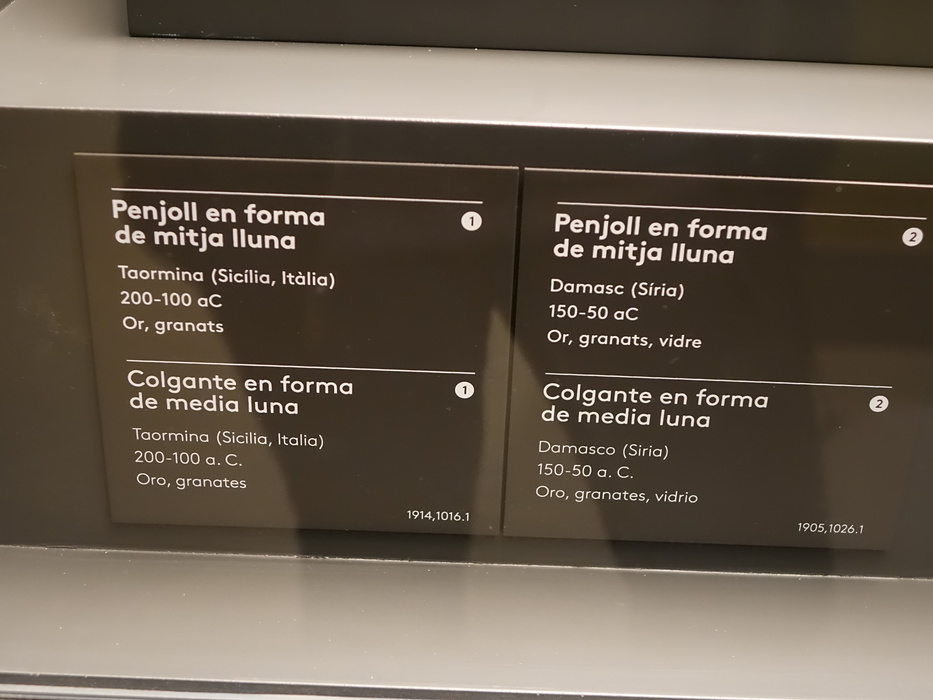 Penjoll en forma
de mitja lluna
1
Taormina (Sicília, Itàlia)
200-100 aC
Or, granats
Colgante en forma
de media luna
1
Taormina (Sicilia, Italia)
200-100 a. C.
Oro, granates
1914,1016.1
Penjoll en forma
de mitja lluna
2
Damasc (Síria)
150-50 aC
Or, granats, vidre
Colgante en forma
de media luna
2
Damasco (Siria)
150-50 a. C.
Oro, granates, vidrio
1905,1026.1